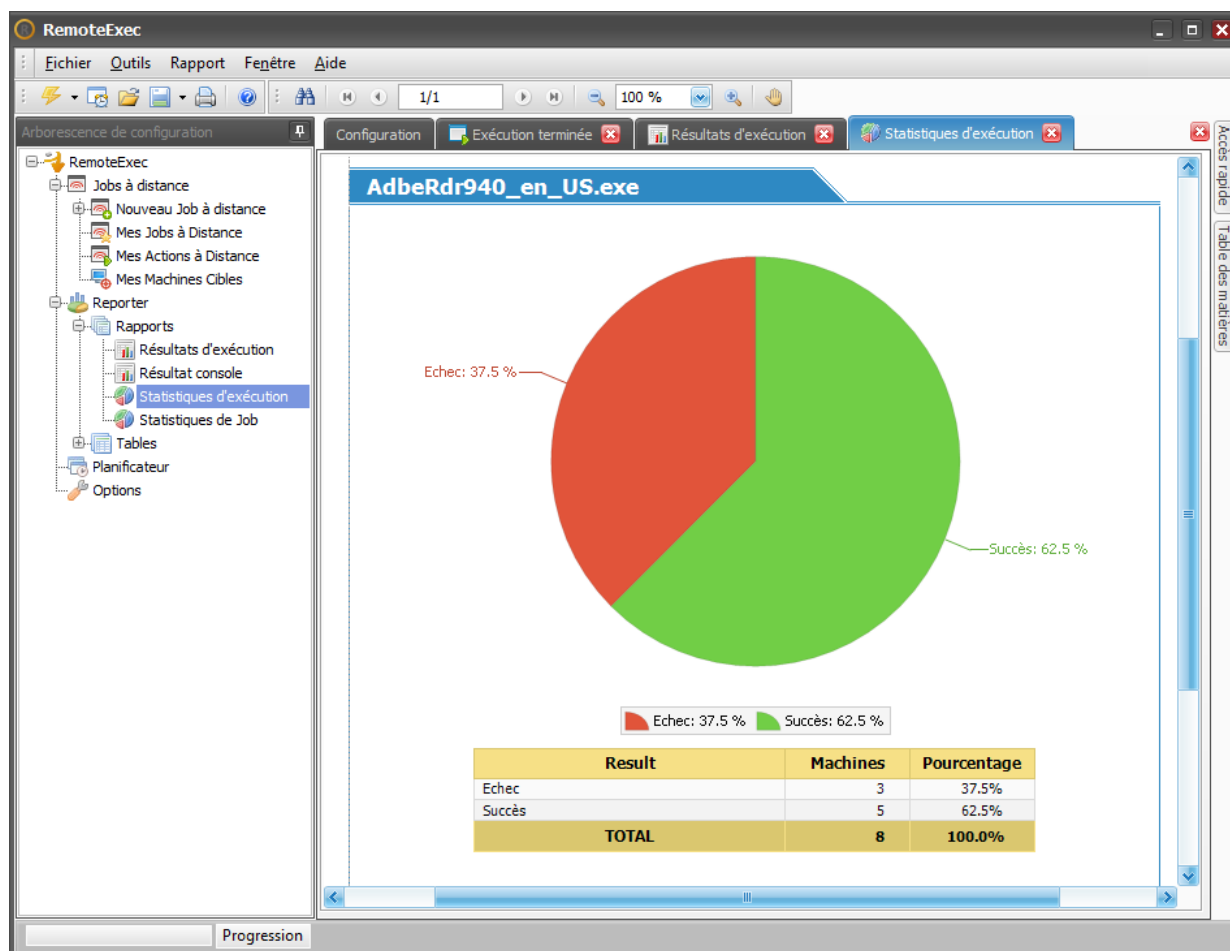 RemoteExec
Fichier Outils Rapport Fenêtre Aide
1/1 100 %
Arborescence de configuration
Configuration Exécution terminée Résultats d'exécution Statistiques d'exécution
RemoteExec
Jobs à distance
Nouveau Job à distance
Mes Jobs à Distance
Mes Actions à Distance
Mes Machines Cibles
Reporter
Rapports
Résultats d'exécution
Résultat console
Statistiques d'exécution
Statistiques de Job
Tables
Planificateur
Options
AdbeRdr940_en_US.exe
Echec: 37.5 %
Succès: 62.5 %
Echec: 37.5 % Succès: 62.5 %
Result Machines Pourcentage
Echec 3 37.5%
Succès 5 62.5%
TOTAL 8 100.0%
Accès rapide
Table des matières
Progression